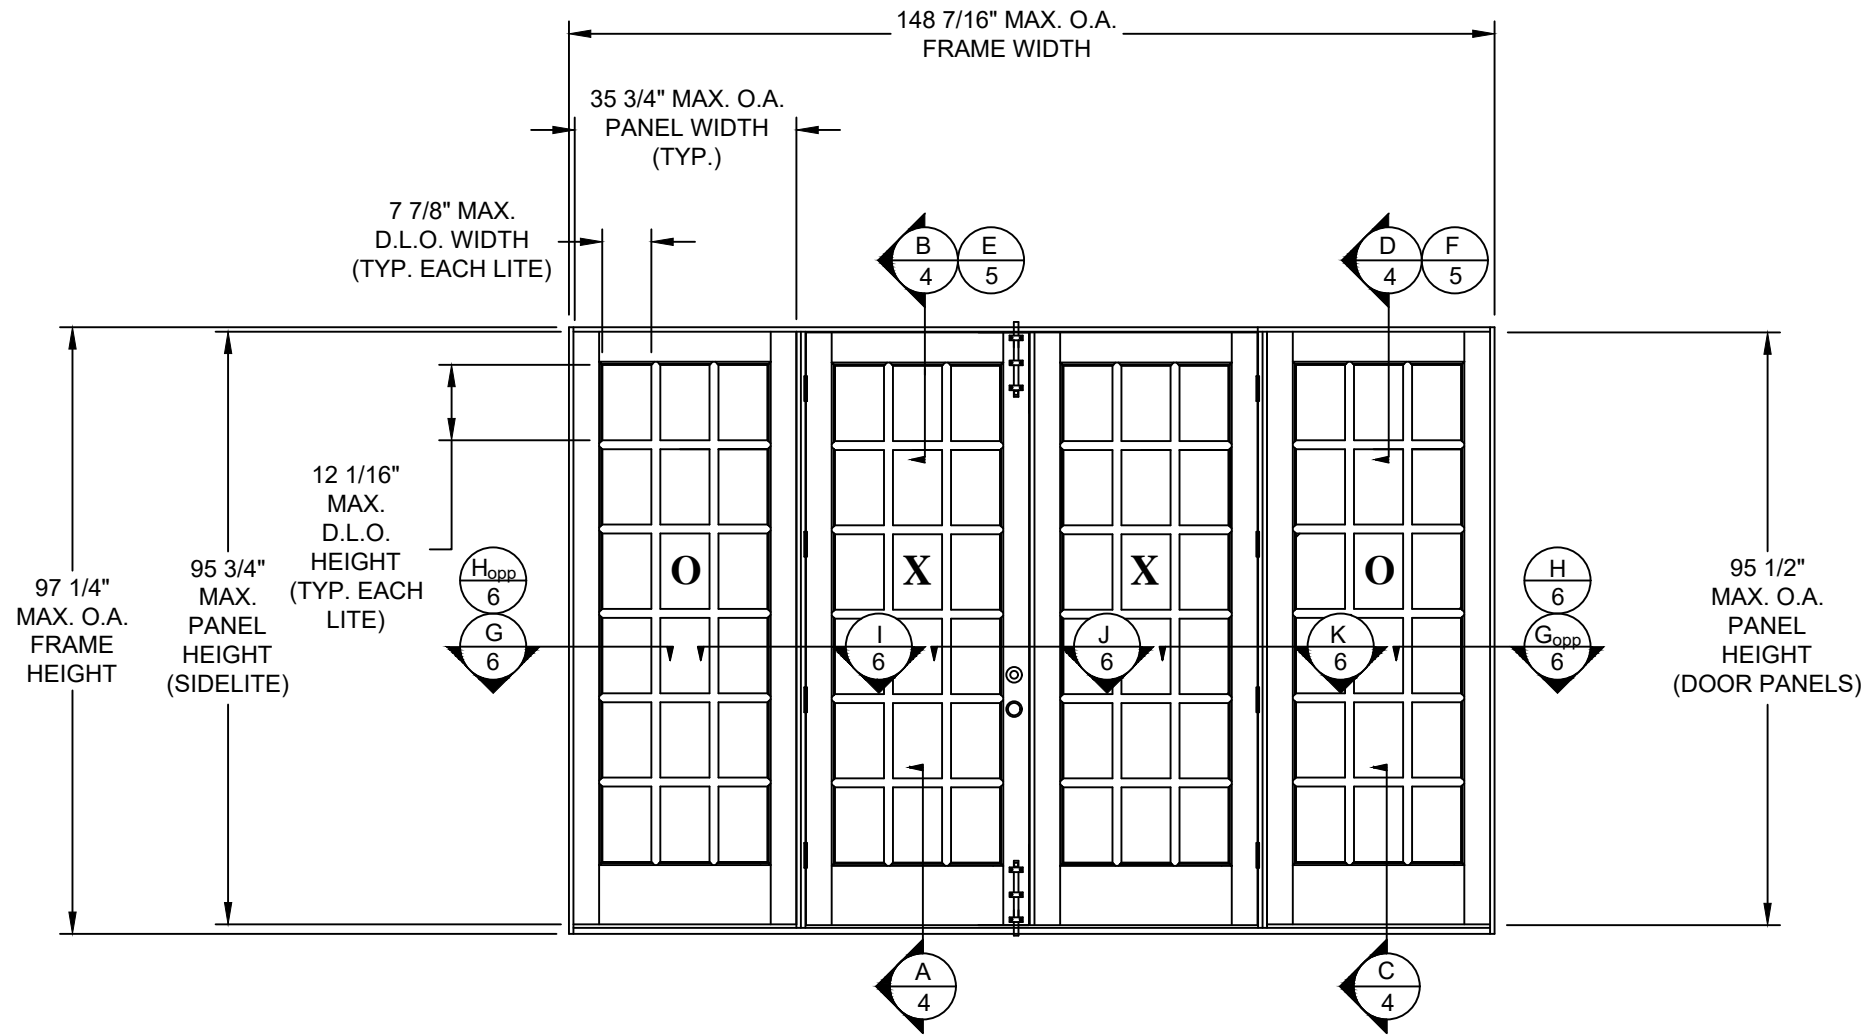 148 7/16" MAX. O.A.
FRAME WIDTH
35 3/4" MAX. O.A.
PANEL WIDTH
(TYP.)
7 7/8" MAX.
D.L.O. WIDTH
(TYP. EACH LITE)
B
4
E
5
D
4
F
5
12 1/16"
MAX.
D.L.O.
HEIGHT
(TYP. EACH
LITE)
97 1/4"
MAX. O.A.
FRAME
HEIGHT
95 3/4"
MAX.
PANEL
HEIGHT
(SIDELITE)
Hopp
6
G
6
O
X
X
O
I
6
J
6
K
6
H
6
Gopp
6
95 1/2"
MAX. O.A.
PANEL
HEIGHT
(DOOR PANELS)
A
4
C
4